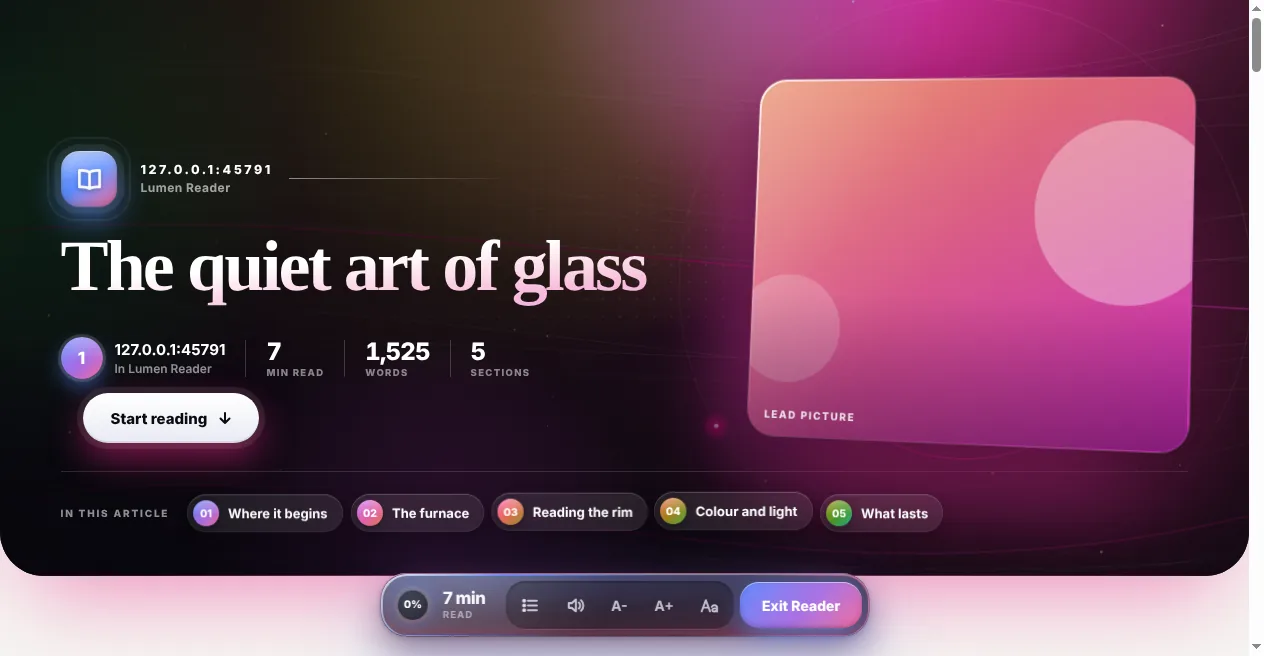 127.0.0.1:45791
Lumen Reader
The quiet art of glass
1
127.0.0.1:45791
In Lumen Reader
7
MIN READ
1,525
WORDS
5
SECTIONS
Start reading
LEAD PICTURE
IN THIS ARTICLE
01 Where it begins
02 The furnace
03 Reading the rim
04 Colour and light
05 What lasts
0%
7 min
READ
A-
A+
Aa
Exit Reader